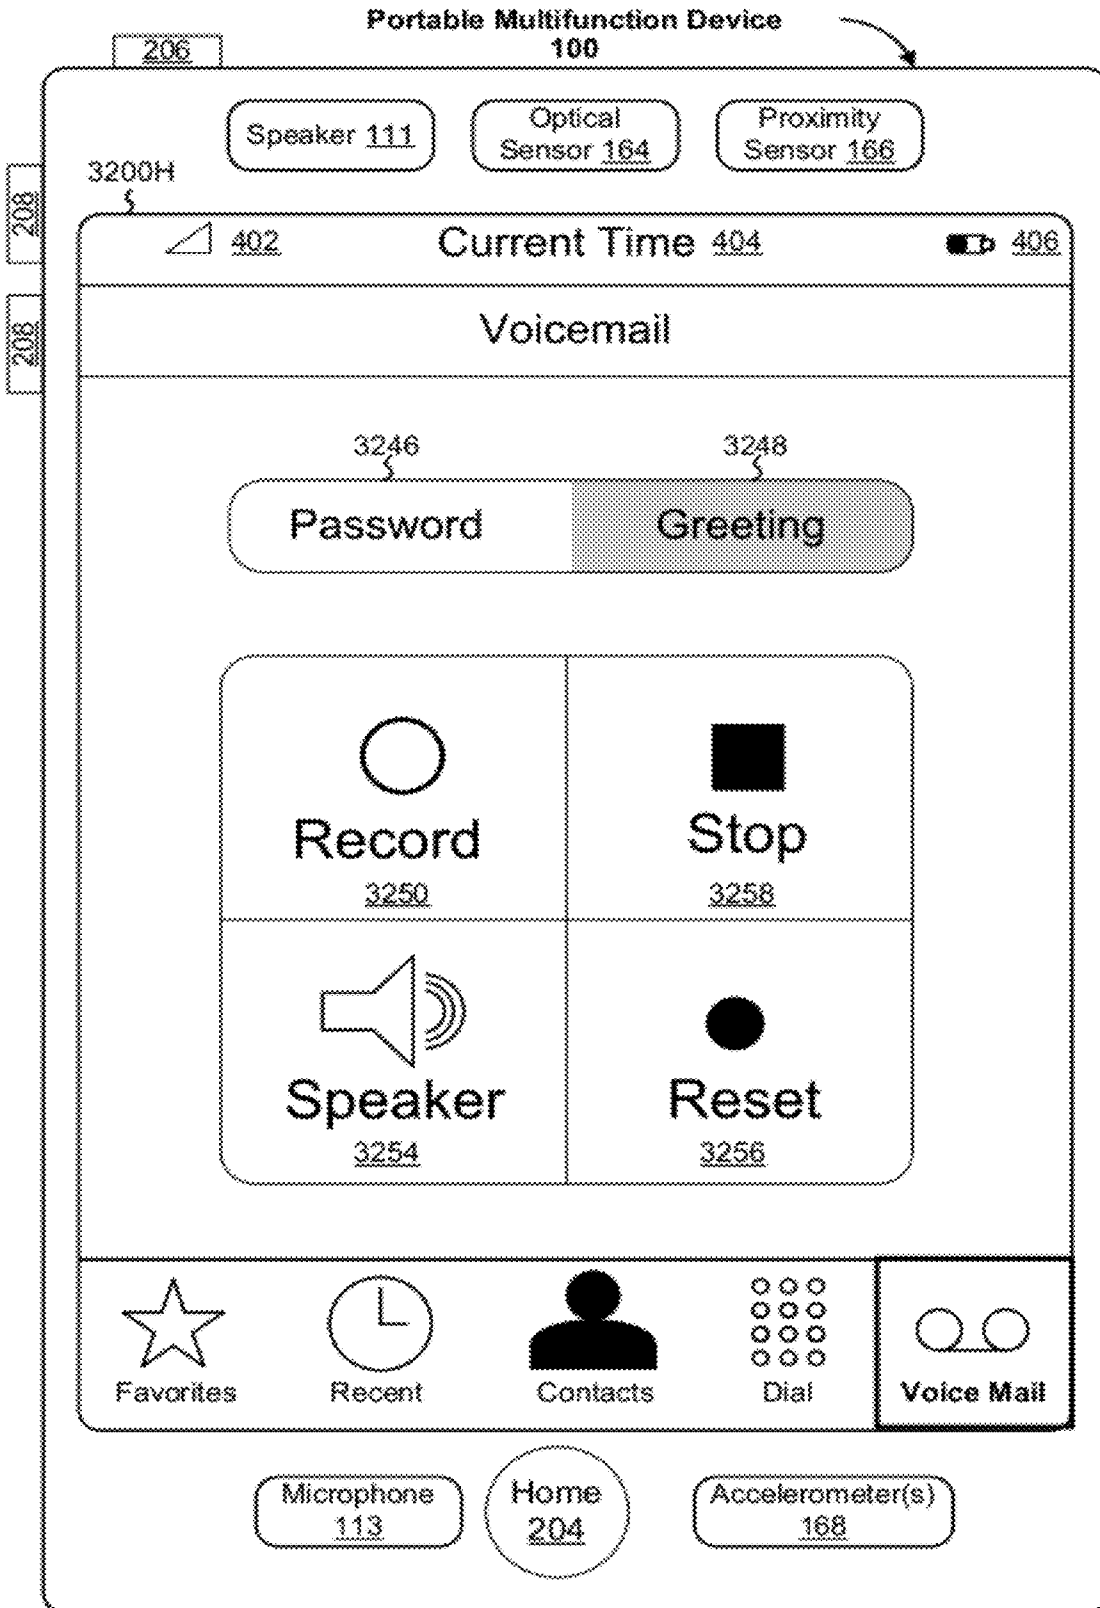 Portable Multifunction Device
100
206
Speaker 111
Optical
Sensor 164
Proximity
Sensor 166
3200H
208
208
402
Current Time 404
406
Voicemail
3246
3248
Password
Greeting
Record
3250
Stop
3258
Speaker
3254
Reset
3256
Favorites
Recent
Contacts
Dial
Voice Mail
Microphone
113
Home
204
Accelerometer(s)
168